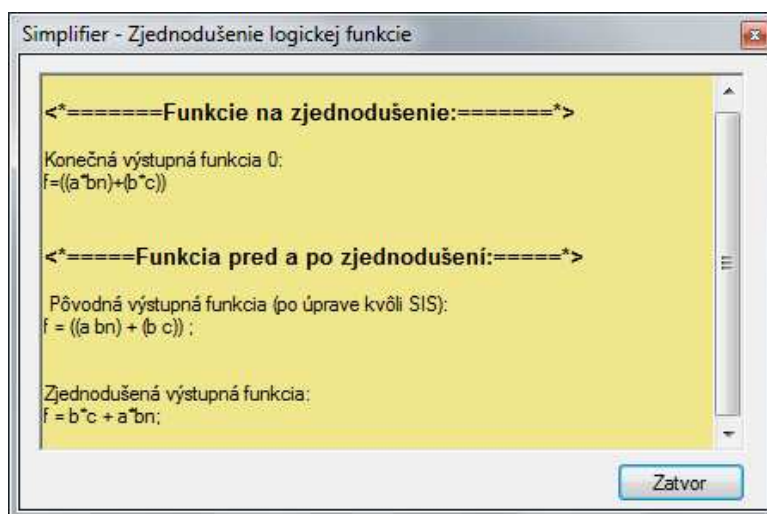 Simplifier - Zjednodušenie logickej funkcie
<*=======Funkcie na zjednodušenie:=======*>
Konečná výstupná funkcia 0:
f=((a*bn)+(b*c))
<*=====Funkcia pred a po zjednodušení:=====*>
Pôvodná výstupná funkcia (po úprave kvôli SIS):
f = ((a bn) + (b c)) ;
Zjednodušená výstupná funkcia:
f = b*c + a*bn;
Zatvor